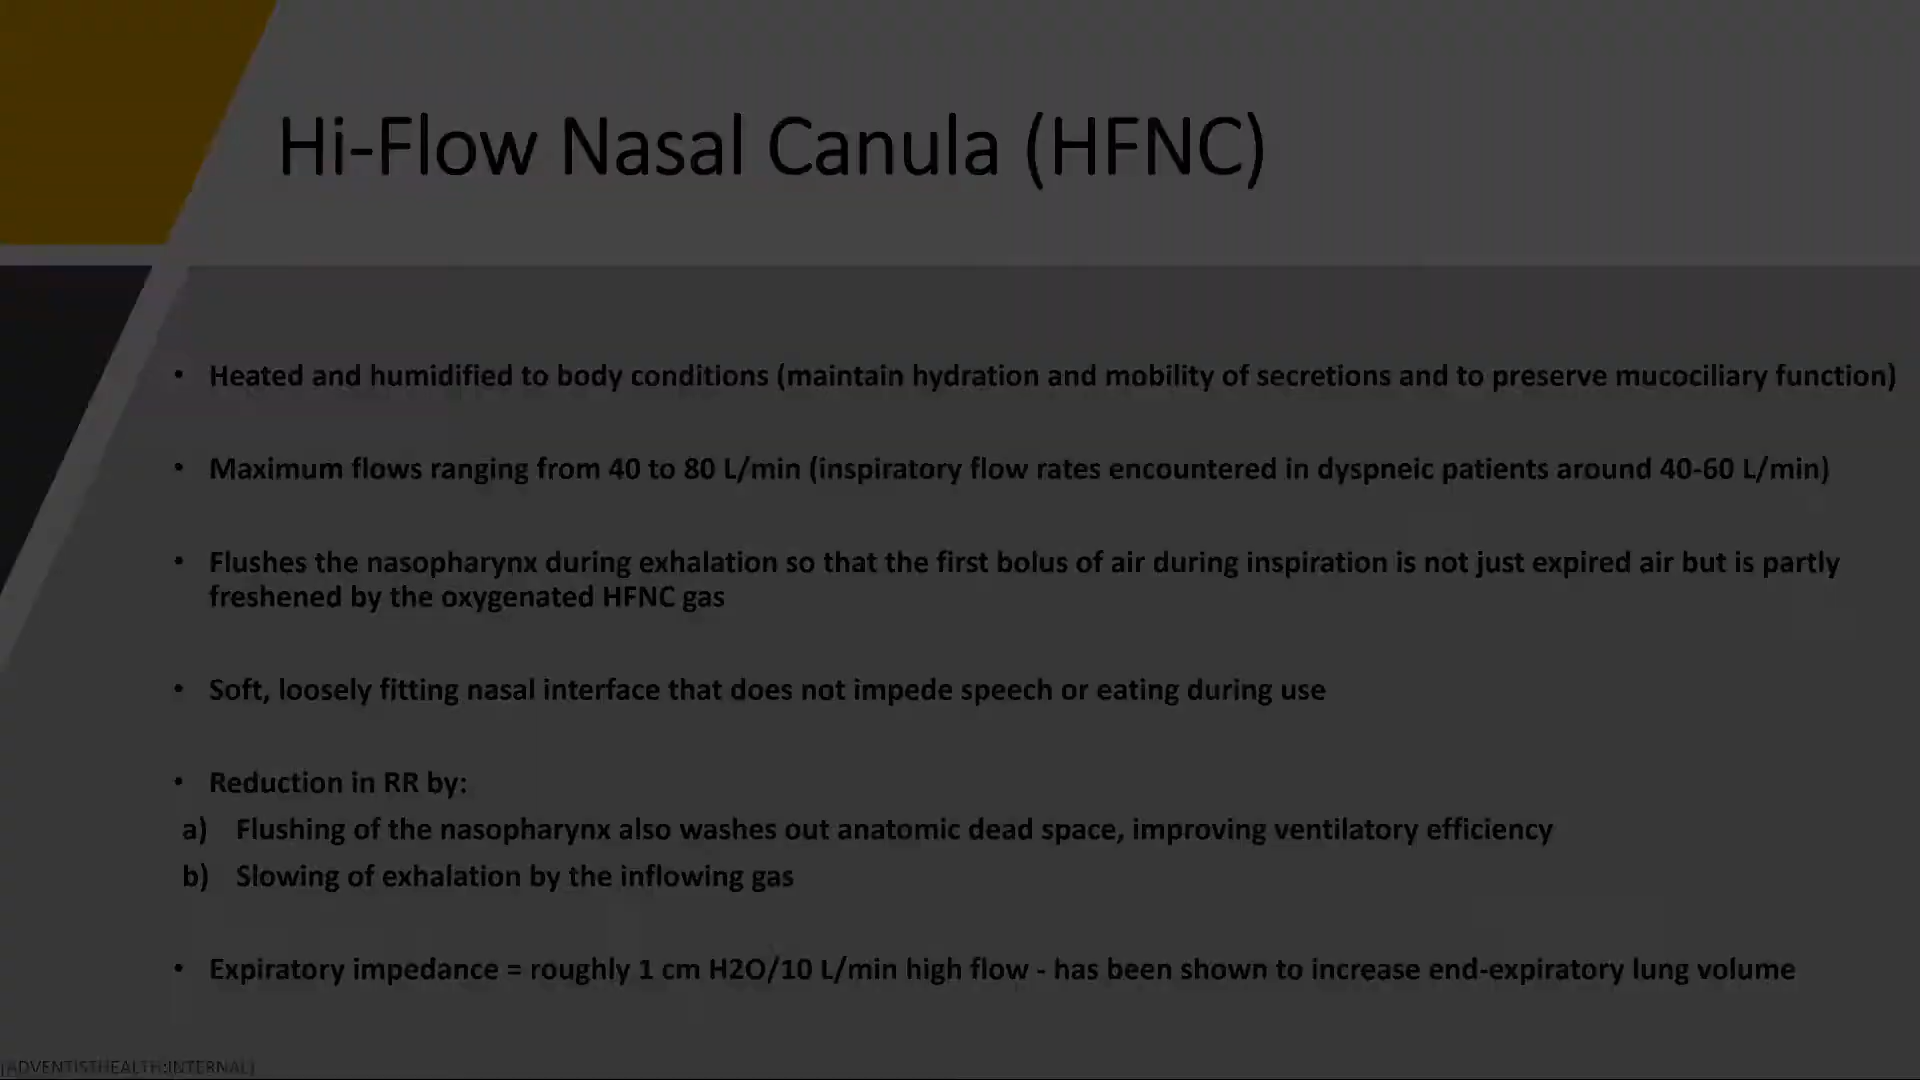 Hi-Flow Nasal Canula (HFNC)
• Heated and humidified to body conditions (maintain hydration and mobility of secretions and to preserve mucociliary function)
• Maximum flows ranging from 40 to 80 L/min (inspiratory flow rates encountered in dyspneic patients around 40-60 L/min)
• Flushes the nasopharynx during exhalation so that the first bolus of air during inspiration is not just expired air but is partly
freshened by the oxygenated HFNC gas
• Soft, loosely fitting nasal interface that does not impede speech or eating during use
• Reduction in RR by:
a) Flushing of the nasopharynx also washes out anatomic dead space, improving ventilatory efficiency
b) Slowing of exhalation by the inflowing gas
• Expiratory impedance = roughly 1 cm H2O/10 L/min high flow - has been shown to increase end-expiratory lung volume
[ADVENTISTHEALTH:INTERNAL]